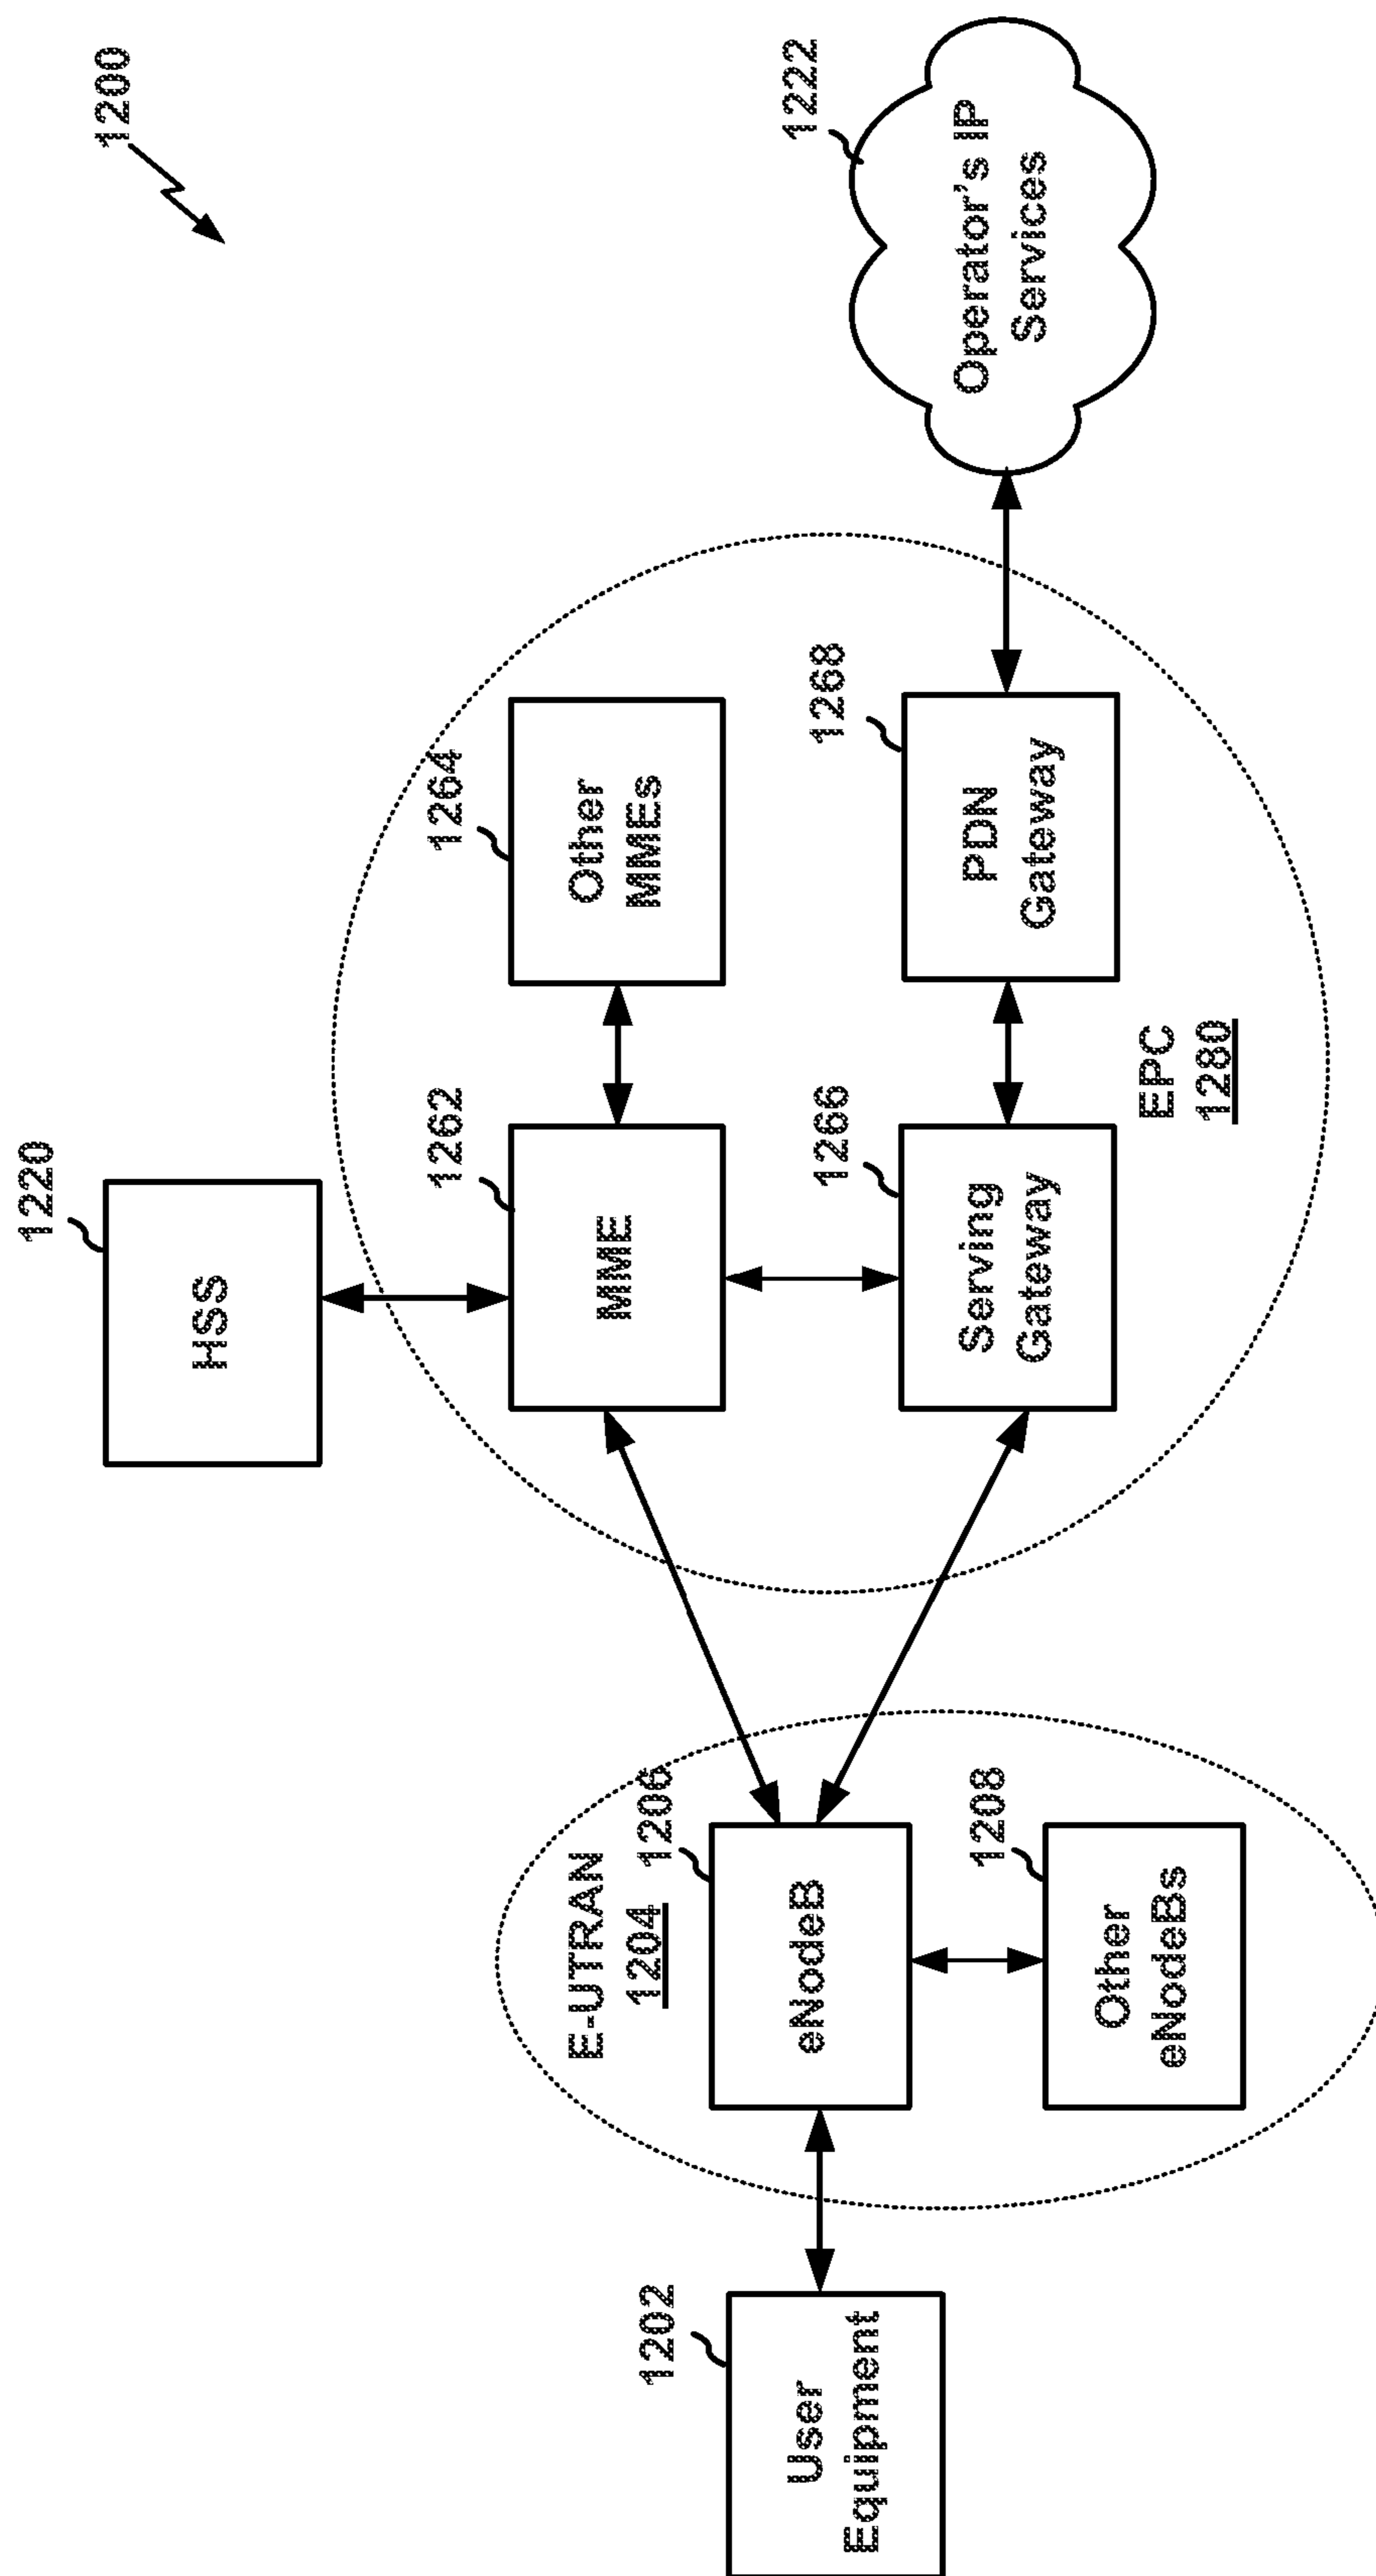 1200
1220
HSS
1262
MME
1264
Other
MMEs
1222
Operator's IP
Services
E-UTRAN
1204
1206
eNodeB
1202
User
Equipment
1208
Other
eNodeBs
1266
Serving
Gateway
1268
PDN
Gateway
EPC
1280